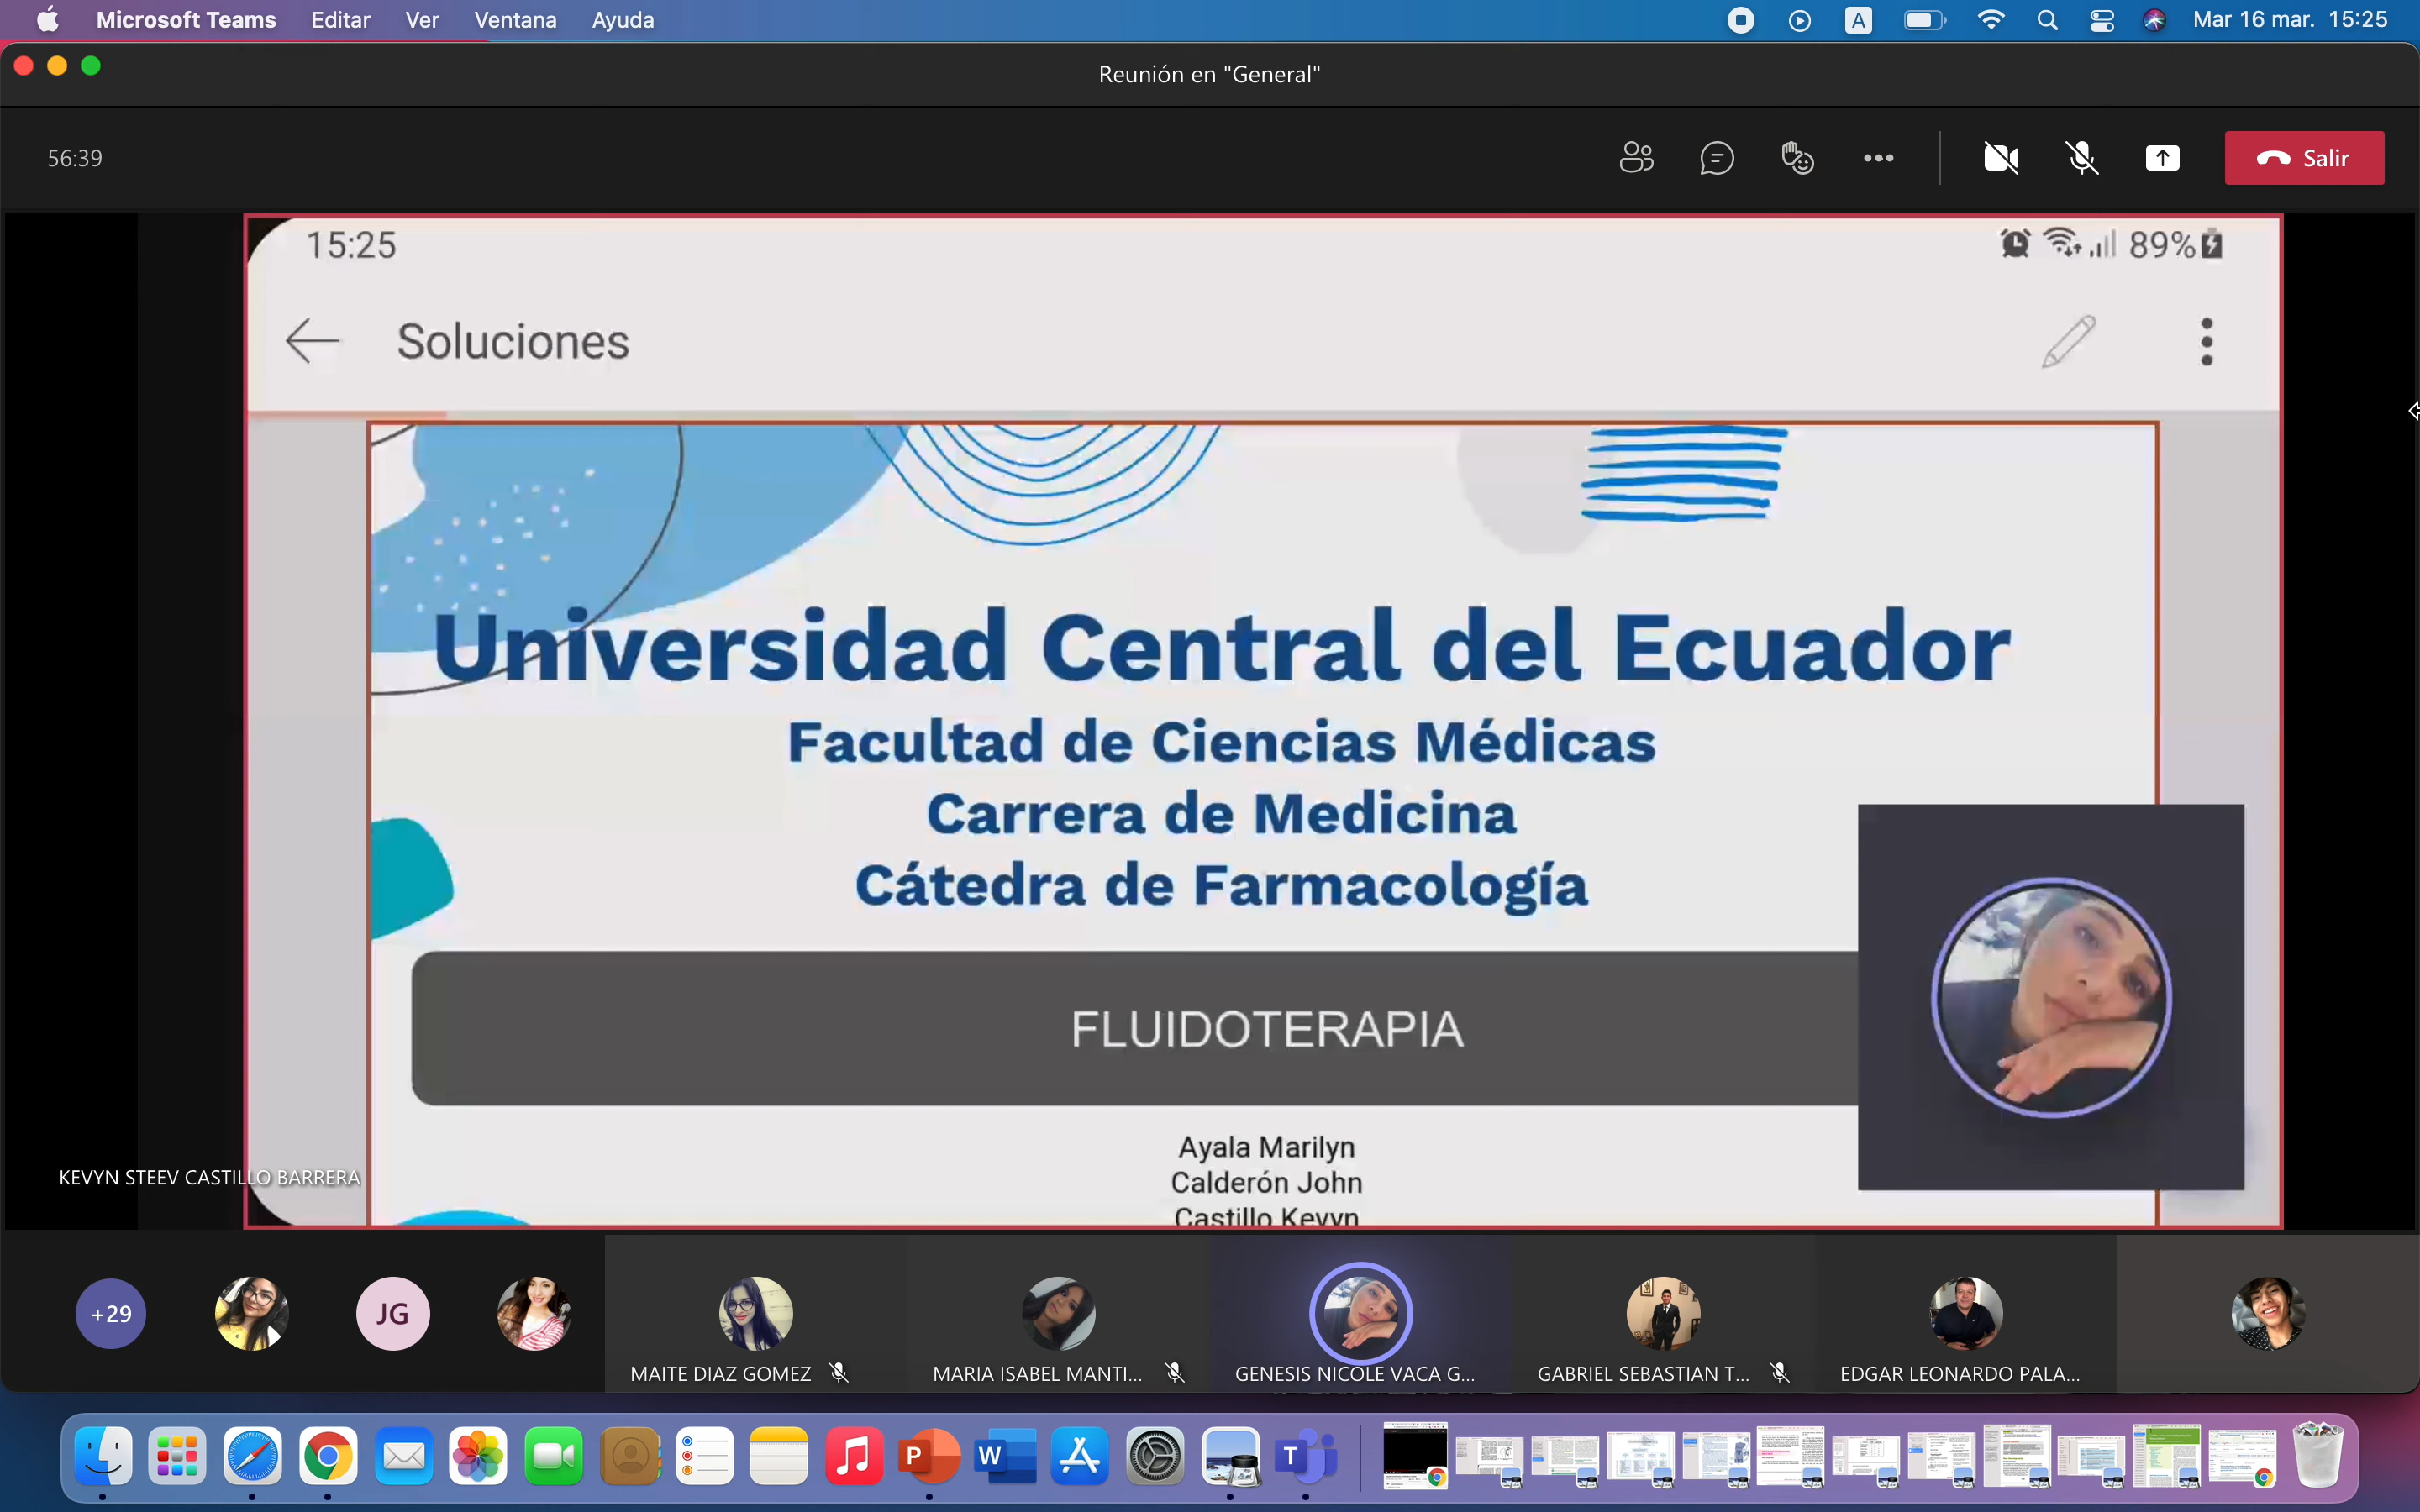 Microsoft Teams Editar Ver Ventana Ayuda
A
Mar 16 mar. 15:25
Reunión en "General"
56:39
Salir
15:25
89%
Soluciones
Universidad Central del Ecuador
Facultad de Ciencias Médicas
Carrera de Medicina
Cátedra de Farmacología
FLUIDOTERAPIA
Ayala Marilyn
Calderón John
Castillo Kevyn
KEVYN STEEV CASTILLO BARRERA
+29
JG
MAITE DIAZ GOMEZ
MARIA ISABEL MANTI...
GENESIS NICOLE VACA G...
GABRIEL SEBASTIAN T...
EDGAR LEONARDO PALA...
P
W
T